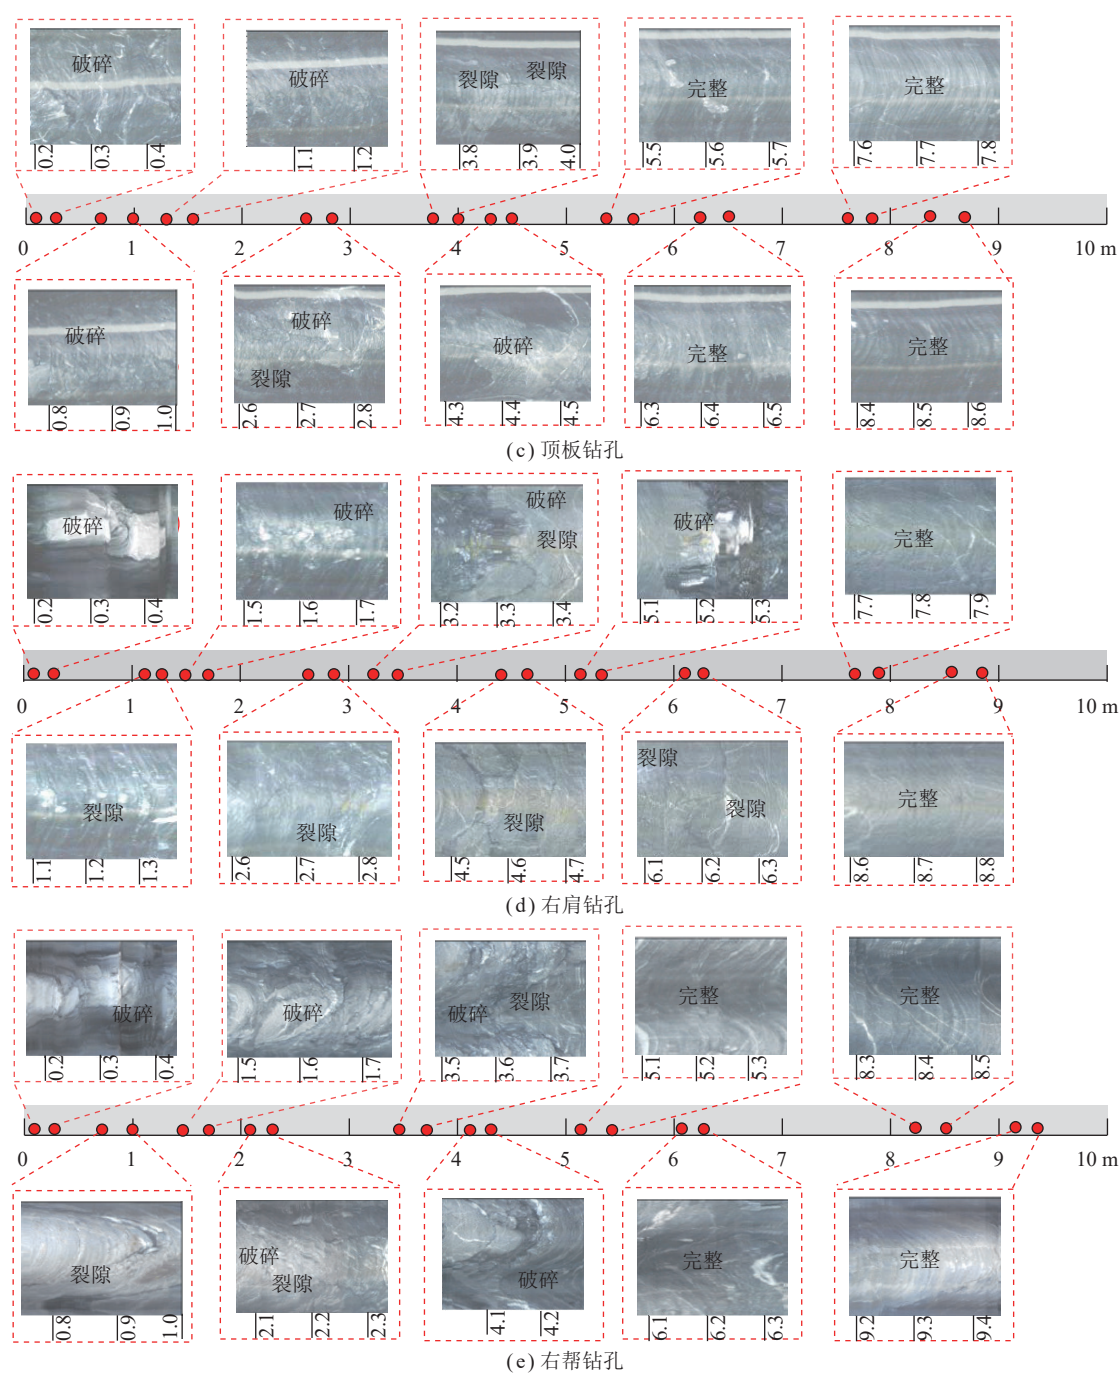 破碎
破碎
裂隙 裂隙
完整
完整
0.2 0.3 0.4
1.1 1.2
3.8 3.9 4.0
5.5 5.6 5.7
7.6 7.7 7.8
0 1 2 3 4 5 6 7 8 9 10 m
破碎
破碎
裂隙
破碎
完整
完整
0.8 0.9 1.0
2.6 2.7 2.8
4.3 4.4 4.5
6.3 6.4 6.5
8.4 8.5 8.6
(c) 顶板钻孔
破碎
破碎
破碎
裂隙
破碎
完整
0.2 0.3 0.4
1.5 1.6 1.7
3.2 3.3 3.4
5.1 5.2 5.3
7.7 7.8 7.9
0 1 2 3 4 5 6 7 8 9 10 m
裂隙
裂隙
裂隙
裂隙
裂隙
完整
1.1 1.2 1.3
2.6 2.7 2.8
4.5 4.6 4.7
6.1 6.2 6.3
8.6 8.7 8.8
(d) 右肩钻孔
破碎
破碎
破碎 裂隙
完整
完整
0.2 0.3 0.4
1.5 1.6 1.7
3.5 3.6 3.7
5.1 5.2 5.3
8.3 8.4 8.5
0 1 2 3 4 5 6 7 8 9 10 m
裂隙
破碎
裂隙
破碎
完整
完整
0.8 0.9 1.0
2.1 2.2 2.3
4.1 4.2
6.1 6.2 6.3
9.2 9.3 9.4
(e) 右帮钻孔